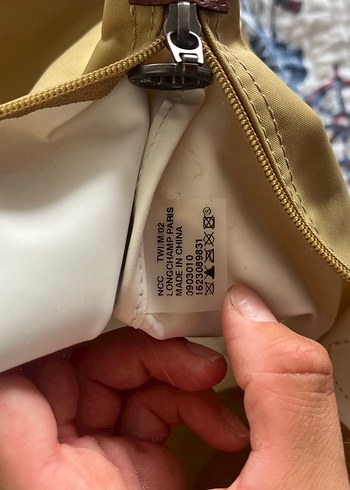 NCC TWI/M/02
LONGCHAMP PARIS
MADE IN CHINA
0903010
1623089831